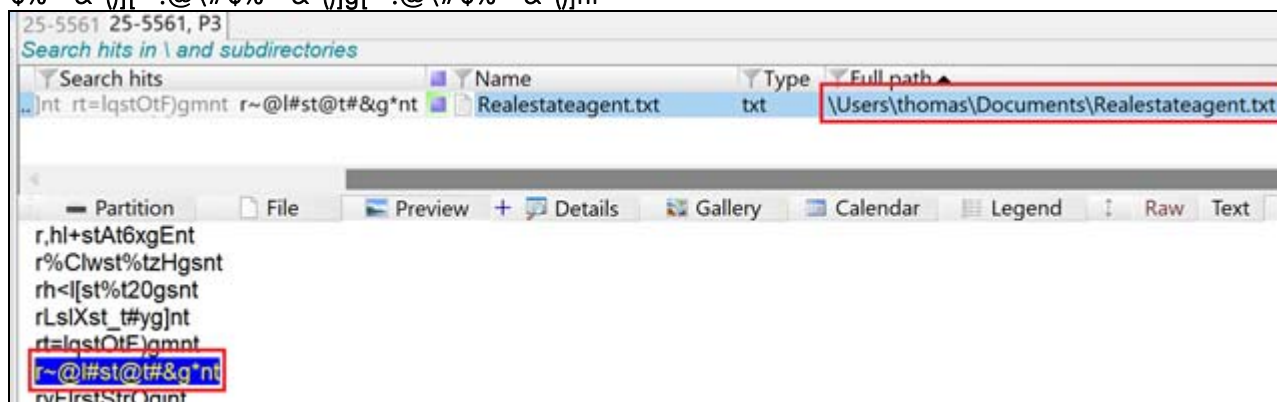 25-5561 25-5561, P3
Search hits in \ and subdirectories
Search hits Name Type Full path
..]nt rt=lqstOtF)gmnt r~@l#st@t#&g*nt Realestateagent.txt txt \Users\thomas\Documents\Realestateagent.txt
Partition File Preview + Details Gallery Calendar Legend Raw Text
r,hl+stAt6xgEnt
r%Clwst%tzHgsnt
rh<l[st%t20gsnt
rLslXst_t#yg]nt
rt=lqstOtF)gmnt
r~@l#st@t#&g*nt